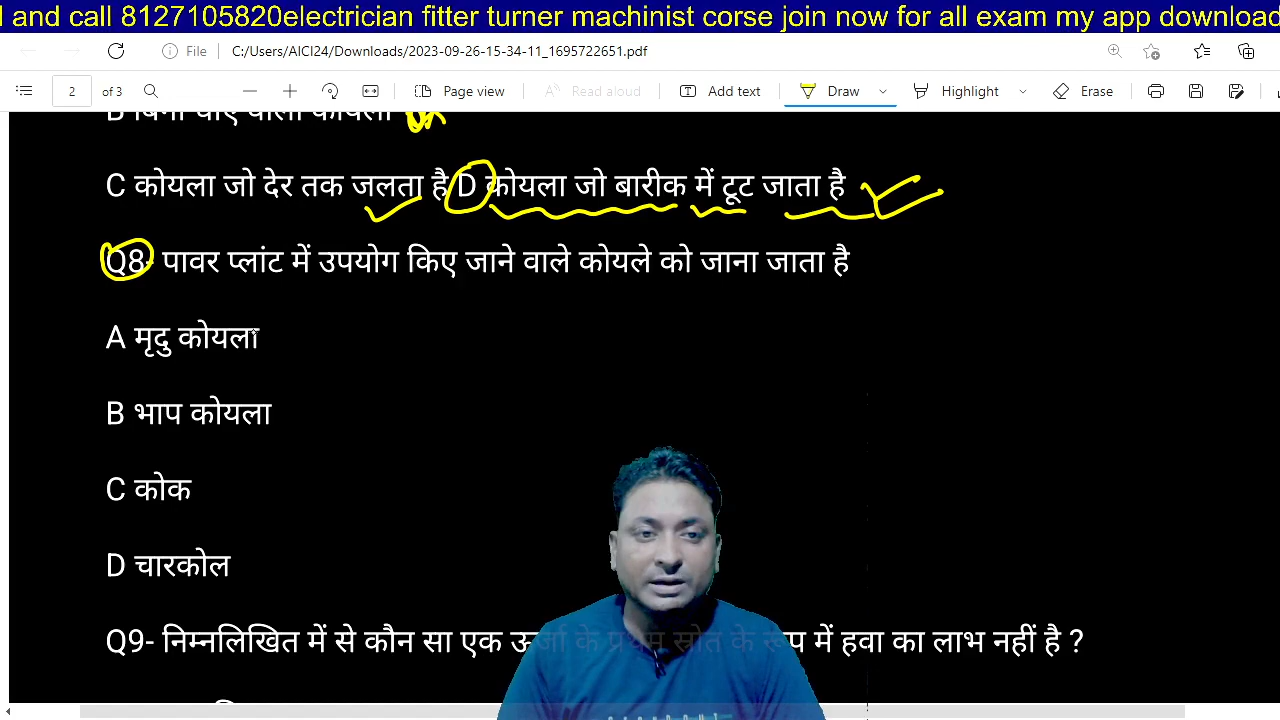 l and call 8127105820electrician fitter turner machinist corse join now for all exam my app download
File C:/Users/AICI24/Downloads/2023-09-26-15-34-11_1695722651.pdf
2 of 3 Page view Read aloud Add text Draw Highlight Erase
C कोयला जो देर तक जलता है D कोयला जो बारीक में टूट जाता है
Q8- पावर प्लांट में उपयोग किए जाने वाले कोयले को जाना जाता है
A मृदु कोयला
B भाप कोयला
C कोक
D चारकोल
Q9- निम्नलिखित में से कौन सा एक ऊर्जा के प्रथम स्रोत के रूप में हवा का लाभ नहीं है ?